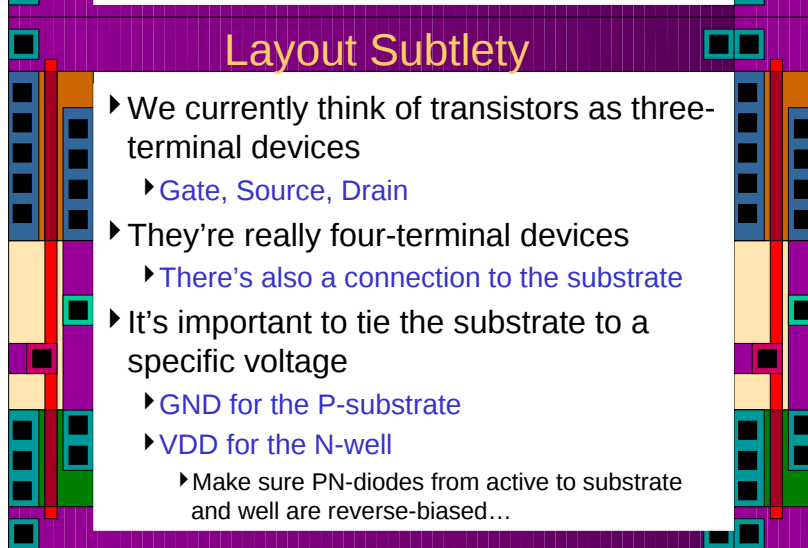 Layout Subtlety
We currently think of transistors as three-
terminal devices
Gate, Source, Drain
They’re really four-terminal devices
There’s also a connection to the substrate
It’s important to tie the substrate to a
specific voltage
GND for the P-substrate
VDD for the N-well
Make sure PN-diodes from active to substrate
and well are reverse-biased…